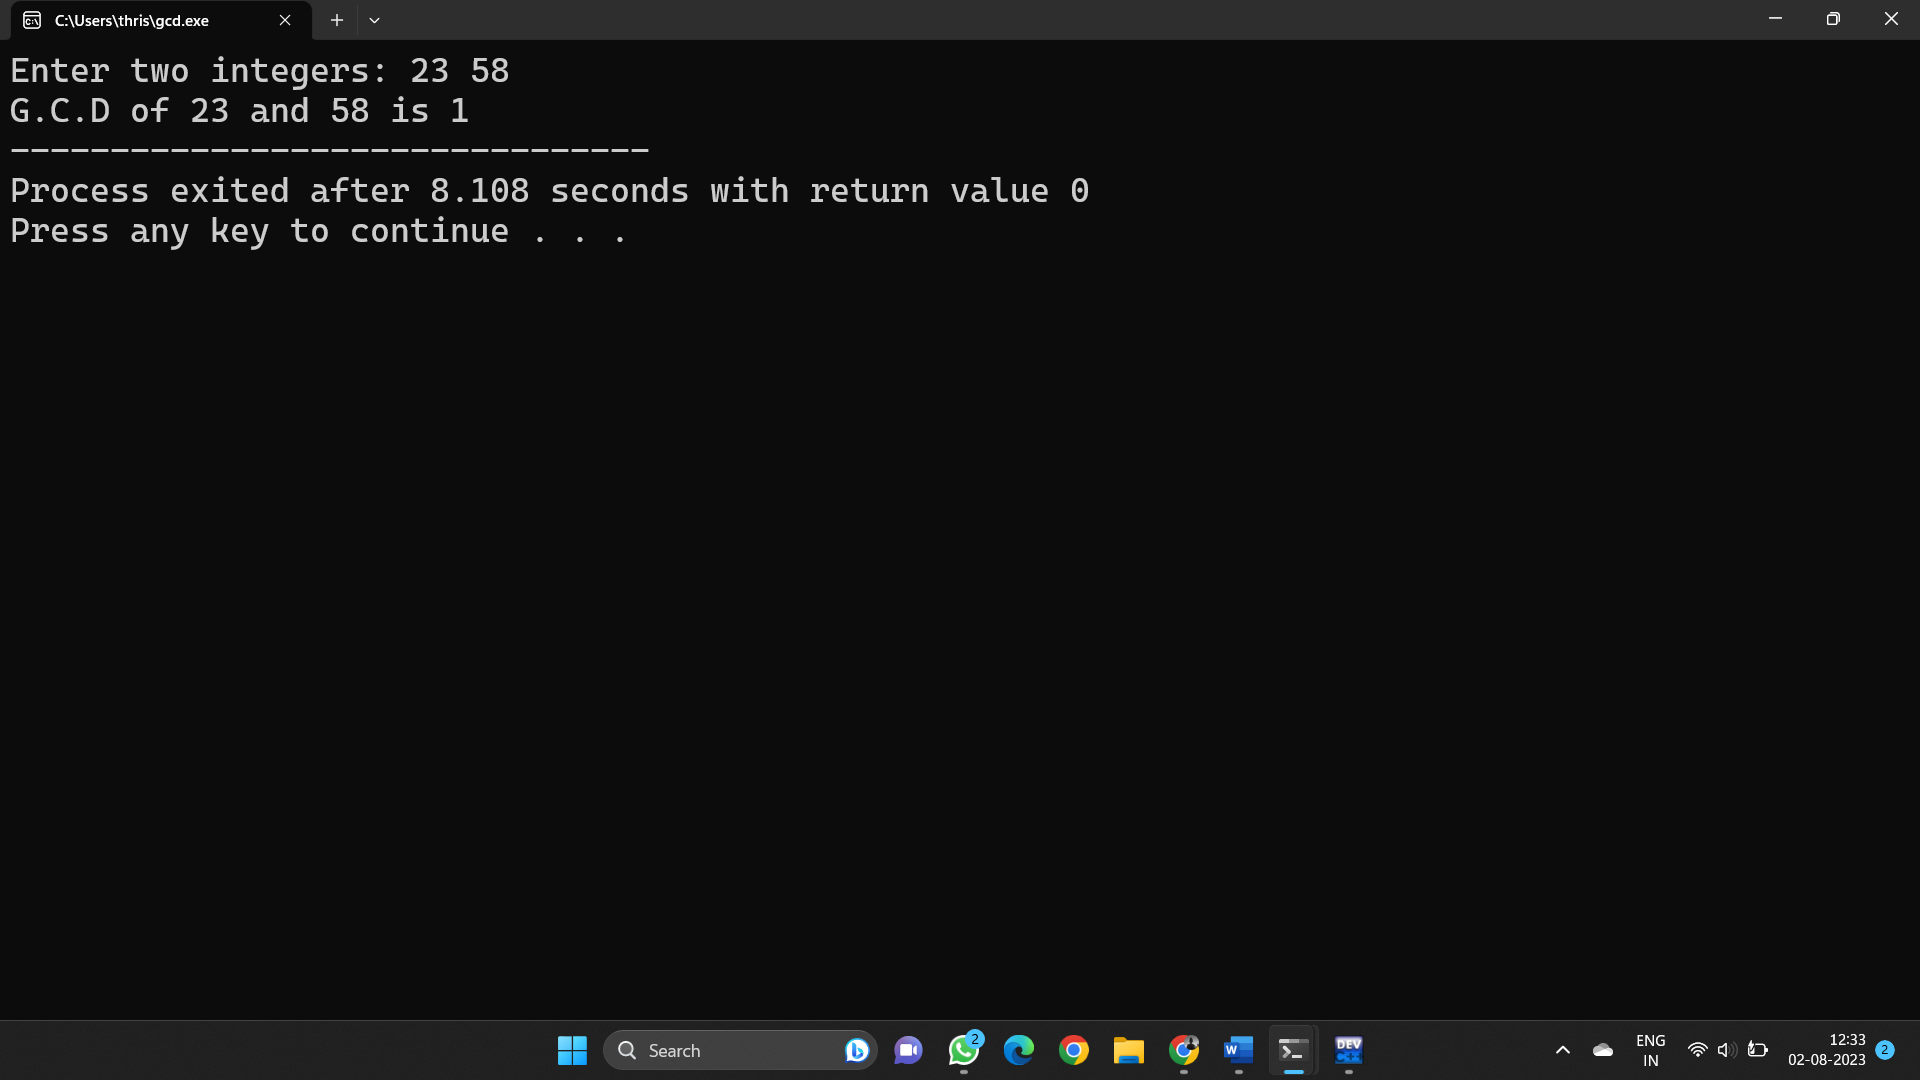 C:\Users\thris\gcd.exe
Enter two integers: 23 58
G.C.D of 23 and 58 is 1
--------------------------------
Process exited after 8.108 seconds with return value 0
Press any key to continue . . .
Search
2
W
DEV
C++
ENG
IN
12:33
02-08-2023
2